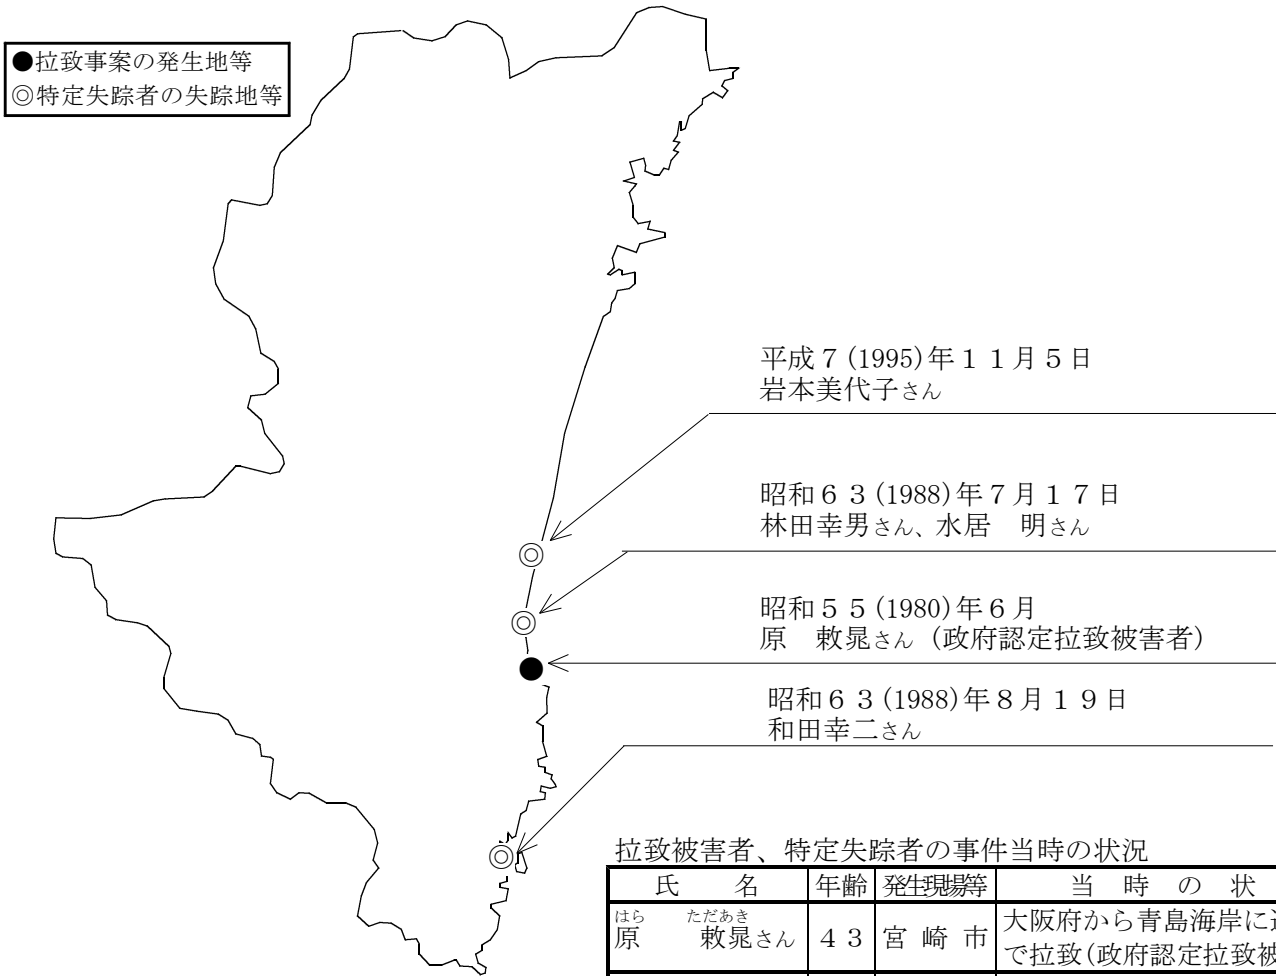 ●拉致事案の発生地等
◎特定失踪者の失踪地等
平成７(1995)年１１月５日
岩本美代子さん
昭和６３(1988)年７月１７日
林田幸男さん、水居　明さん
昭和５５(1980)年６月
原　敕晁さん（政府認定拉致被害者）
昭和６３(1988)年８月１９日
和田幸二さん
拉致被害者、特定失踪者の事件当時の状況
氏　名　年齢　発生現場等　当　時　の　状
はら　ただあき
原　敕晁さん　４３　宮崎市　大阪府から青島海岸に
で拉致(政府認定拉致被